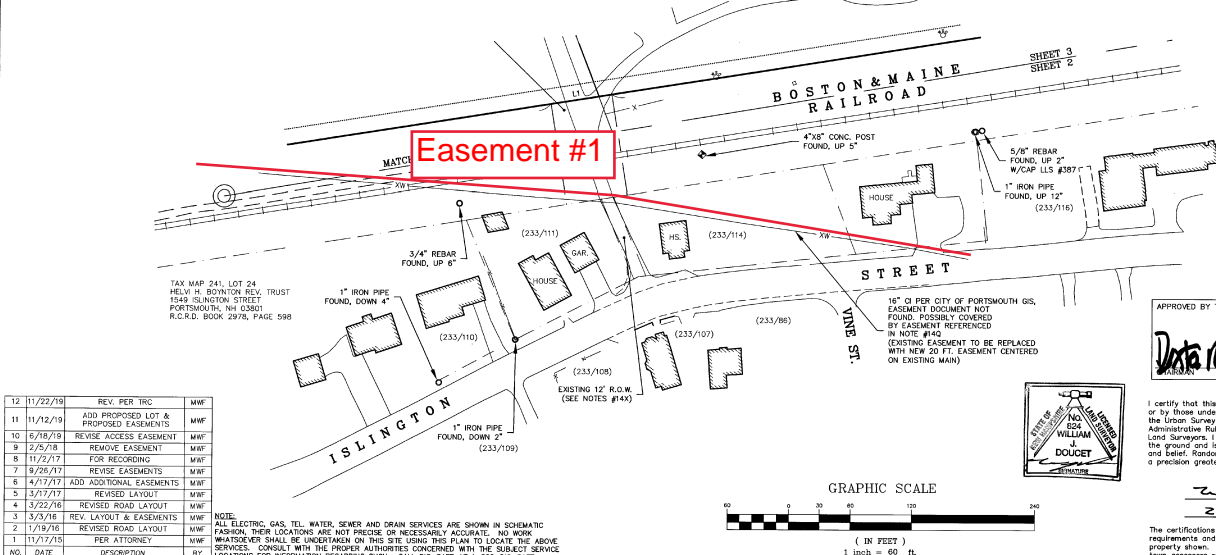 SHEET 3
SHEET 2
BOSTON & MAINE
RAILROAD
L1
X
MATCH
Easement #1
XW
4"X8" CONC. POST
FOUND, UP 5"
5/8" REBAR
FOUND, UP 2"
W/CAP LLS #387
1" IRON PIPE
FOUND, UP 12"
(233/116)
HOUSE
(233/111)
GAR.
HS.
(233/114)
XW
3/4" REBAR
FOUND, UP 6"
HOUSE
STREET
TAX MAP 241, LOT 24
HELVI H. BOYNTON REV. TRUST
1549 ISLINGTON STREET
PORTSMOUTH, NH 03801
R.C.R.D. BOOK 2978, PAGE 598
1" IRON PIPE
FOUND, DOWN 4"
(233/110)
(233/107)
(233/86)
VINE ST.
16" CI PER CITY OF PORTSMOUTH GIS,
EASEMENT DOCUMENT NOT
FOUND. POSSIBLY COVERED
BY EASEMENT REFERENCED
IN NOTE #14Q
(EXISTING EASEMENT TO BE REPLACED
WITH NEW 20 FT. EASEMENT CENTERED
ON EXISTING MAIN)
(233/108)
EXISTING 12' R.O.W.
(SEE NOTES #14X)
1" IRON PIPE
FOUND, DOWN 2"
(233/109)
ISLINGTON
APPROVED BY
CHAIRMAN
STATE OF NEW HAMPSHIRE
LICENSED LAND SURVEYOR
No.
824
WILLIAM
J.
DOUCET
SIGNATURE
I certify that this
or by those unde
the Urban Survey
Administrative Ru
Land Surveyors. I
the ground and is
and belief. Rando
a precision greate
The certifications
requirements and
property shown.
12 11/22/19 REV. PER TRC MWF
11 11/12/19 ADD PROPOSED LOT &
PROPOSED EASEMENTS MWF
10 6/18/19 REVISE ACCESS EASEMENT MWF
9 2/5/18 REMOVE EASEMENT MWF
8 11/2/17 FOR RECORDING MWF
7 9/26/17 REVISE EASEMENTS MWF
6 4/17/17 ADD ADDITIONAL EASEMENTS MWF
5 3/17/17 REVISED LAYOUT MWF
4 3/22/16 REVISED ROAD LAYOUT MWF
3 3/3/16 REV. LAYOUT & EASEMENTS MWF
2 1/19/16 REVISED ROAD LAYOUT MWF
1 11/17/15 PER ATTORNEY MWF
NO. DATE DESCRIPTION BY
NOTE:
ALL ELECTRIC, GAS, TEL. WATER, SEWER AND DRAIN SERVICES ARE SHOWN IN SCHEMATIC
FASHION, THEIR LOCATIONS ARE NOT PRECISE OR NECESSARILY ACCURATE. NO WORK
WHATSOEVER SHALL BE UNDERTAKEN ON THIS SITE USING THIS PLAN TO LOCATE THE ABOVE
SERVICES. CONSULT WITH THE PROPER AUTHORITIES CONCERNED WITH THE SUBJECT SERVICE
GRAPHIC SCALE
60 0 30 60 120 240
( IN FEET )
1 inch = 60 ft.